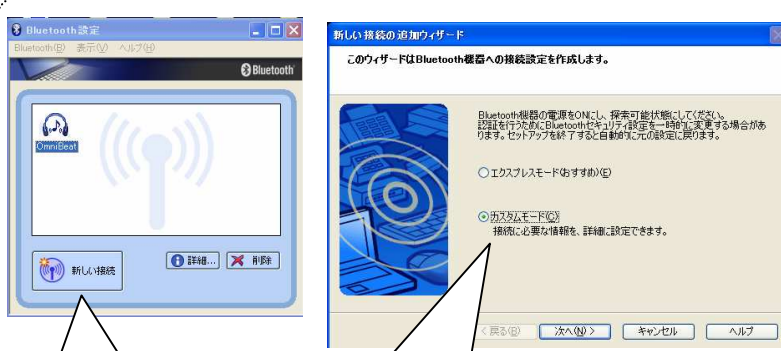 Bluetooth設定
Bluetooth(B) 表示(V) ヘルプ(H)
Bluetooth
OmniBeat
新しい接続
詳細...
削除
新しい接続の追加ウィザード
このウィザードはBluetooth機器への接続設定を作成します。
Bluetooth機器の電源をONにし、探索可能状態にしてください。
認証を行うためにBluetoothセキュリティ設定を一時的に変更する場合があ
ります。セットアップを終了すると自動的に元の設定に戻ります。
エクスプレスモード(おすすめ)(E)
カスタムモード(C)
接続に必要な情報を、詳細に設定できます。
< 戻る(B)
次へ(N) >
キャンセル
ヘルプ